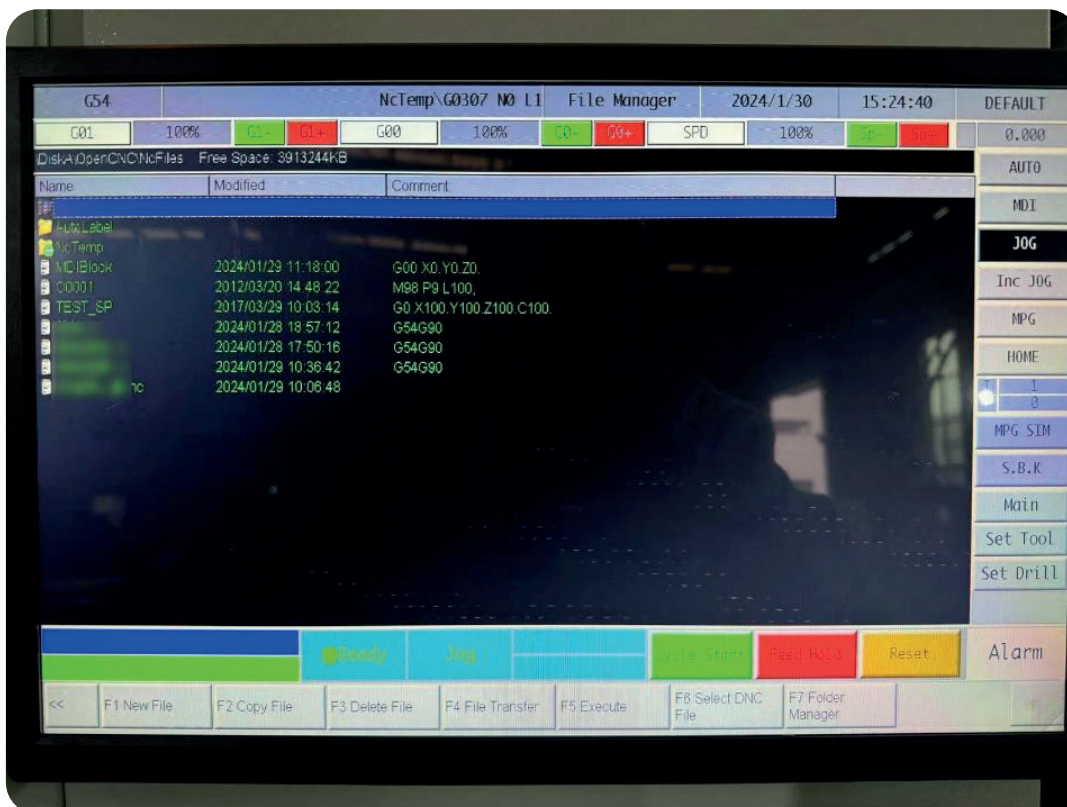 G54 NcTemp\G0307 N0 L1 File Manager 2024/1/30 15:24:40 DEFAULT
G01 100% G1- G1+ G00 100% G0- G0+ SPD 100% Sp- Sp+ 0.000
DiskA\OpenCNC\NcFiles Free Space: 3913244KB
AUTO
Name Modified Comment
MDI
AutoLabel
NcTemp
JOG
MDIBlock 2024/01/29 11:18:00 G00 X0.Y0.Z0.
O0001 2012/03/20 14:48:22 M98 P9 L100,
Inc JOG
TEST_SP 2017/03/29 10:03:14 G0 X100.Y100.Z100.C100.
2024/01/28 18:57:12 G54G90
MPG
2024/01/28 17:50:16 G54G90
2024/01/29 10:36:42 G54G90
HOME
nc 2024/01/29 10:06:48
T 1
0
MPG SIM
S.B.K
Main
Set Tool
Set Drill
Ready Jog Cycle Start Feed Hold Reset Alarm
<< F1 New File F2 Copy File F3 Delete File F4 File Transfer F5 Execute F6 Select DNC File F7 Folder Manager